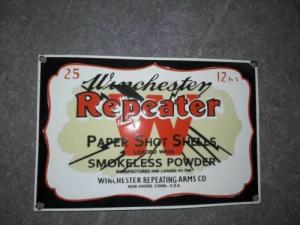 25 12 GA
Winchester
Repeater
W
PAPER SHOT SHELLS
LOADED WITH
SMOKELESS POWDER
MANUFACTURED AND LOADED BY THE
WINCHESTER REPEATING ARMS CO
NEW HAVEN, CONN., U.S.A.